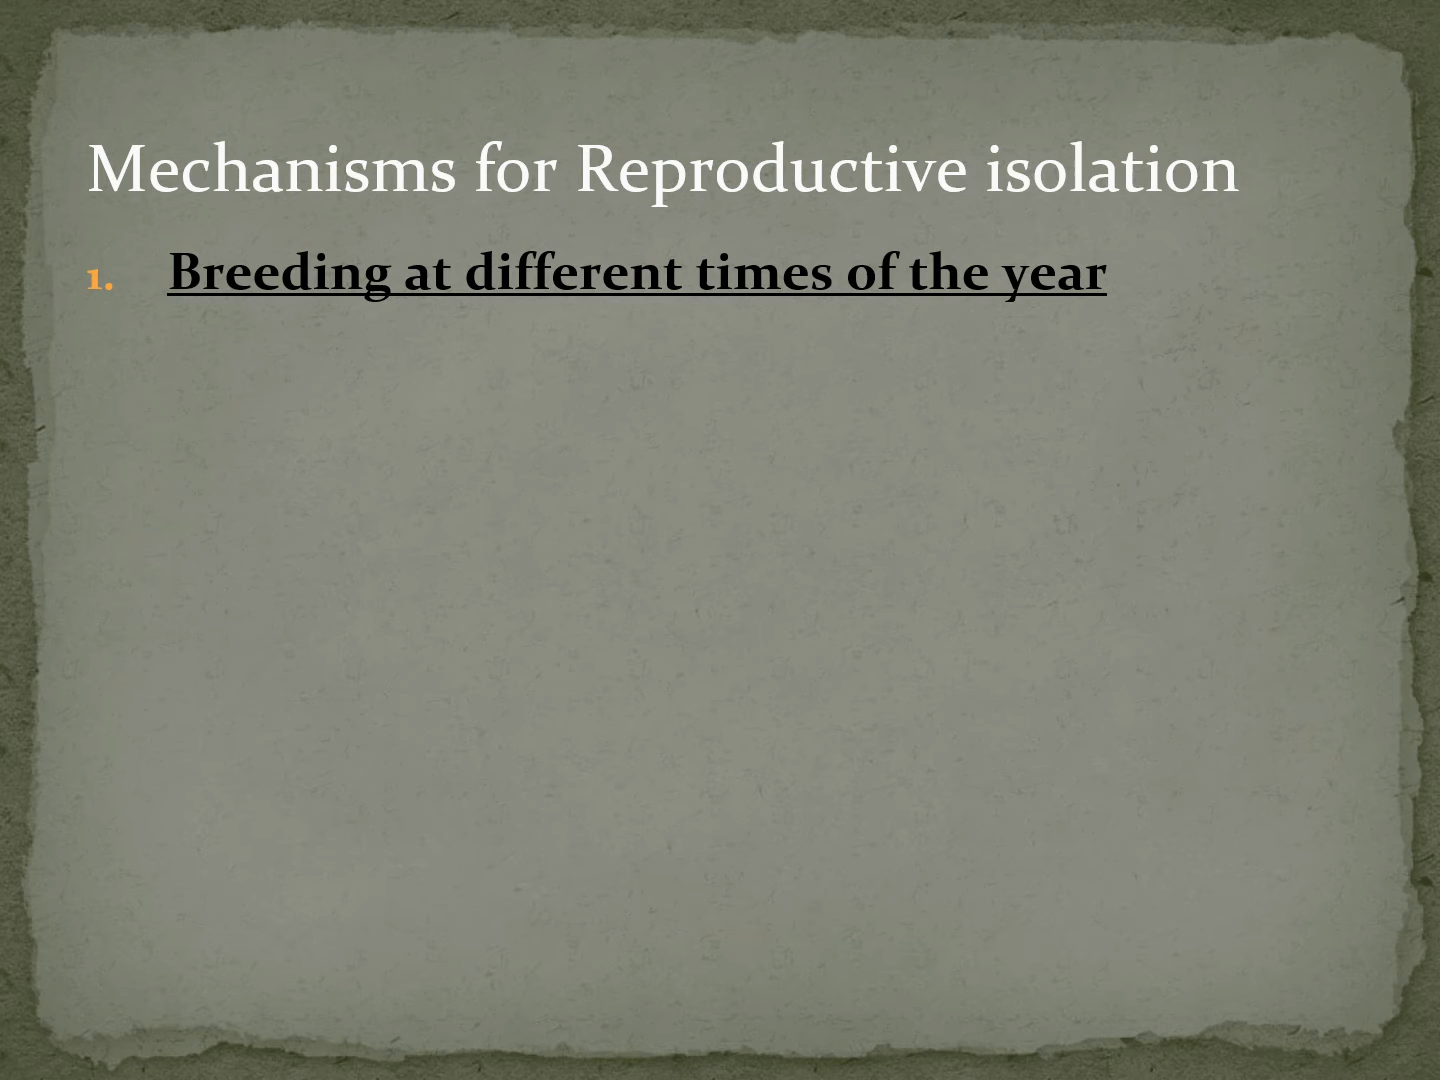 Mechanisms for Reproductive isolation
1. Breeding at different times of the year